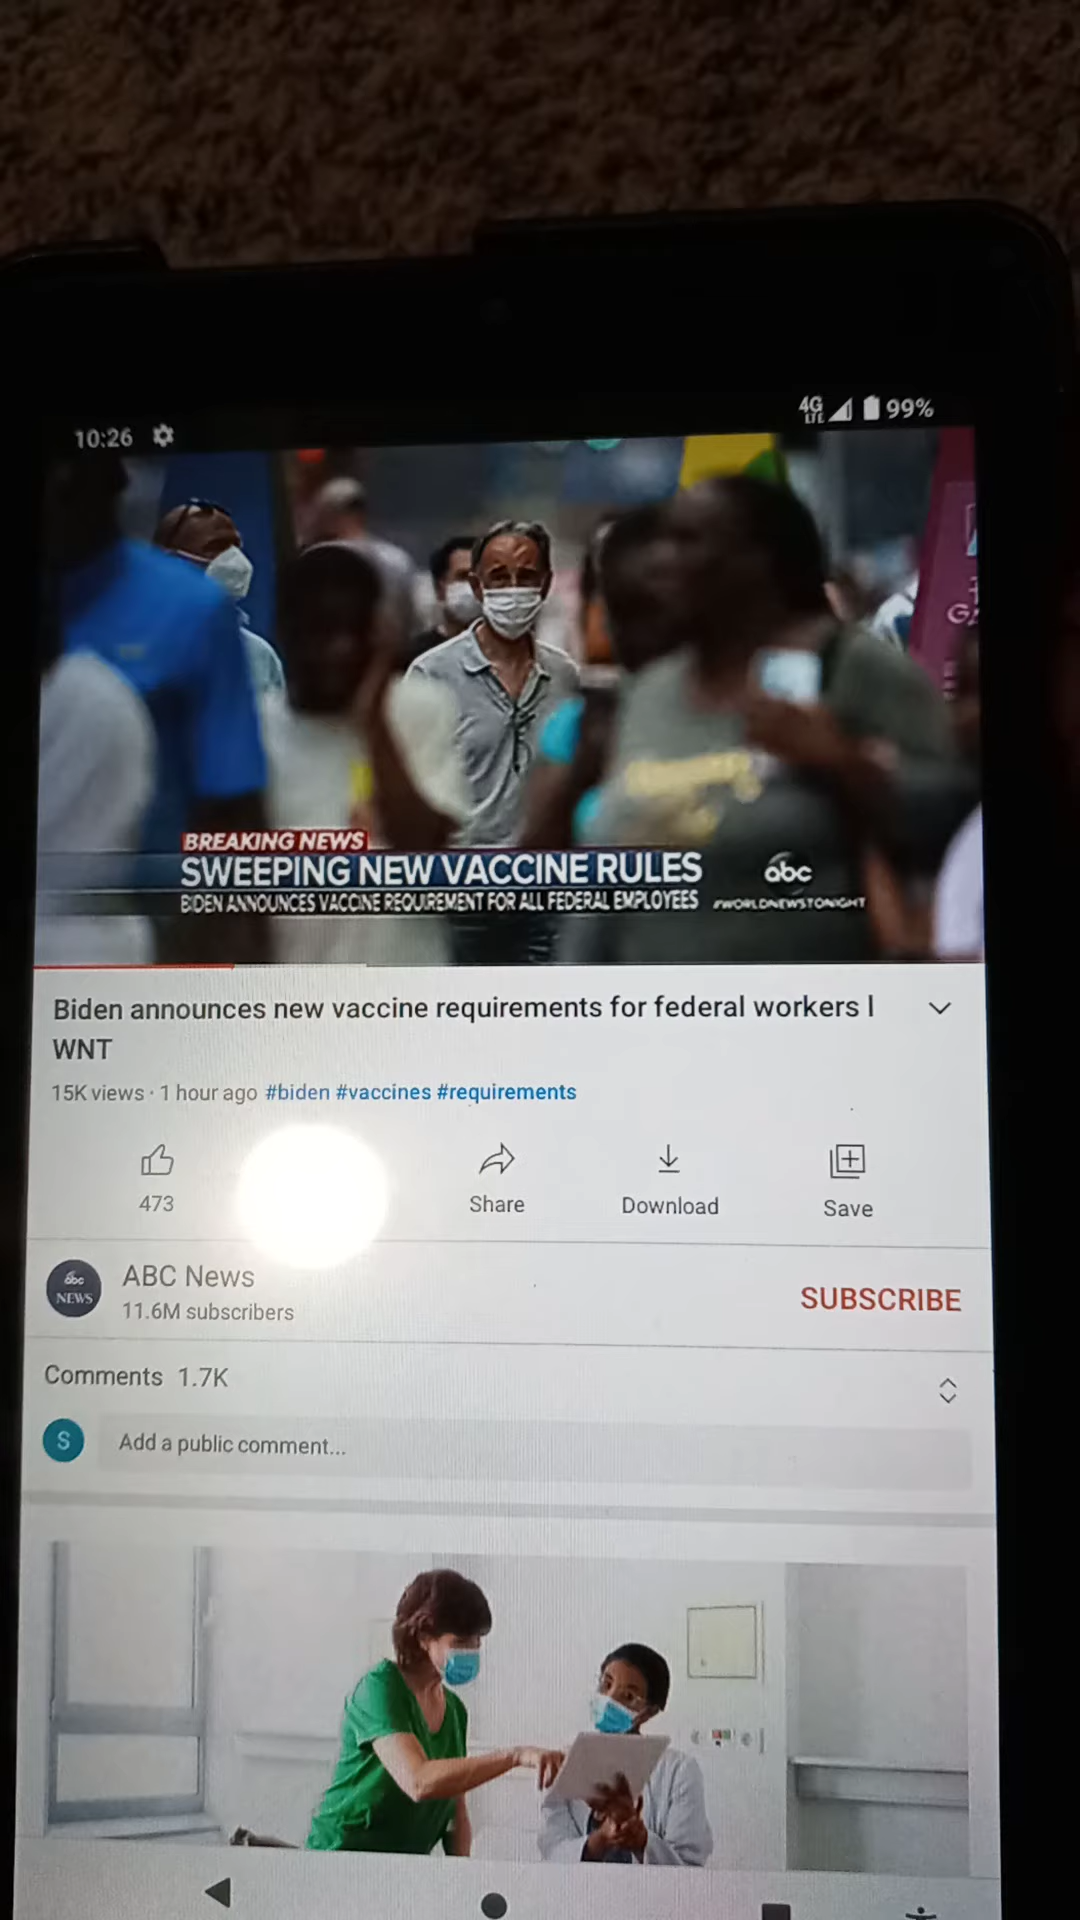 10:26
4G
LTE
99%
BREAKING NEWS
SWEEPING NEW VACCINE RULES
abc
BIDEN ANNOUNCES VACCINE REQUIREMENT FOR ALL FEDERAL EMPLOYEES
#WORLDNEWSTONIGHT
Biden announces new vaccine requirements for federal workers l
WNT
15K views · 1 hour ago #biden #vaccines #requirements
473
Share
Download
Save
abc
NEWS
ABC News
11.6M subscribers
SUBSCRIBE
Comments 1.7K
S
Add a public comment...